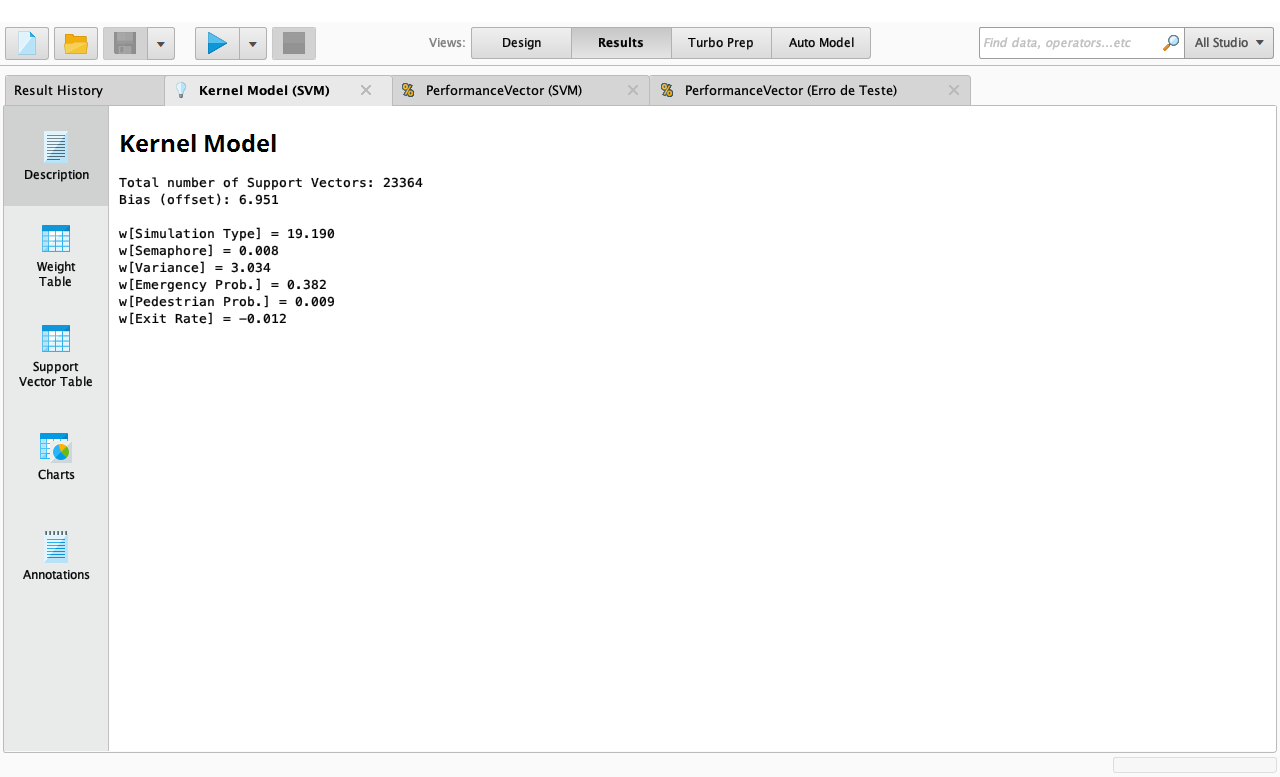 Views:
Design
Results
Turbo Prep
Auto Model
Find data, operators...etc
All Studio
Result History
Kernel Model (SVM)
PerformanceVector (SVM)
PerformanceVector (Erro de Teste)
Description
Weight
Table
Support
Vector Table
Charts
Annotations
Kernel Model
Total number of Support Vectors: 23364
Bias (offset): 6.951
w[Simulation Type] = 19.190
w[Semaphore] = 0.008
w[Variance] = 3.034
w[Emergency Prob.] = 0.382
w[Pedestrian Prob.] = 0.009
w[Exit Rate] = -0.012